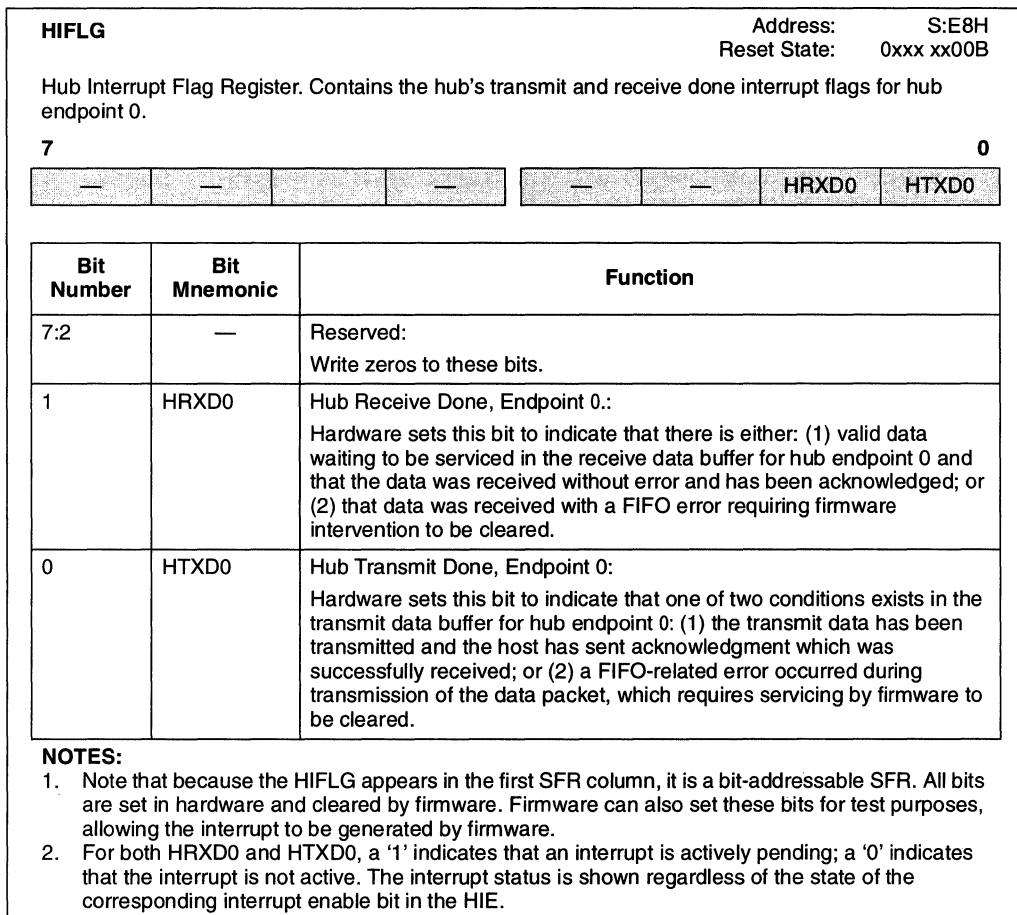 HIFLG Address: S:E8H
Reset State: 0xxx xx00B
Hub Interrupt Flag Register. Contains the hub's transmit and receive done interrupt flags for hub
endpoint 0.
7 0
— — — — — HRXD0 HTXD0
Bit Number Bit Mnemonic Function
7:2 — Reserved:
Write zeros to these bits.
1 HRXD0 Hub Receive Done, Endpoint 0.:
Hardware sets this bit to indicate that there is either: (1) valid data
waiting to be serviced in the receive data buffer for hub endpoint 0 and
that the data was received without error and has been acknowledged; or
(2) that data was received with a FIFO error requiring firmware
intervention to be cleared.
0 HTXD0 Hub Transmit Done, Endpoint 0:
Hardware sets this bit to indicate that one of two conditions exists in the
transmit data buffer for hub endpoint 0: (1) the transmit data has been
transmitted and the host has sent acknowledgment which was
successfully received; or (2) a FIFO-related error occurred during
transmission of the data packet, which requires servicing by firmware to
be cleared.
NOTES:
1. Note that because the HIFLG appears in the first SFR column, it is a bit-addressable SFR. All bits
are set in hardware and cleared by firmware. Firmware can also set these bits for test purposes,
allowing the interrupt to be generated by firmware.
2. For both HRXD0 and HTXD0, a '1' indicates that an interrupt is actively pending; a '0' indicates
that the interrupt is not active. The interrupt status is shown regardless of the state of the
corresponding interrupt enable bit in the HIE.